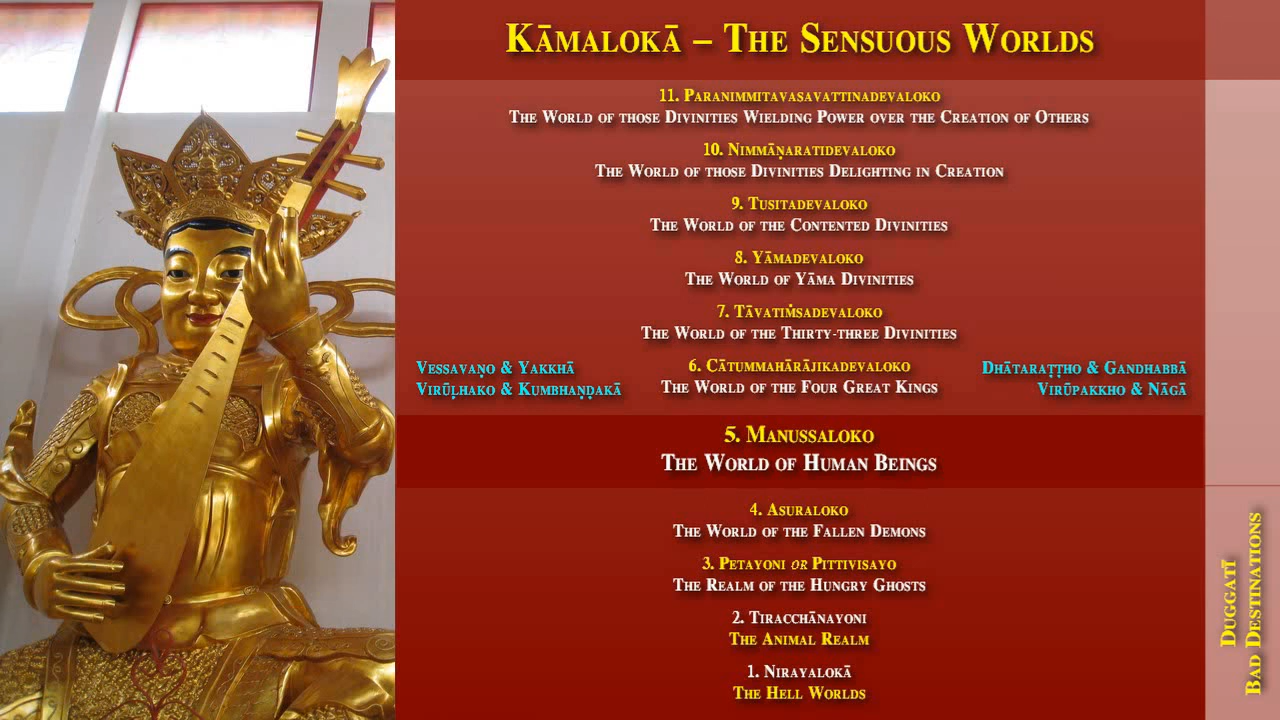 Kāmalokā – The Sensuous Worlds
11. Paranimmitavasavattinadevaloko
The World of those Divinities Wielding Power over the Creation of Others
10. Nimmāṇaratidevaloko
The World of those Divinities Delighting in Creation
9. Tusitadevaloko
The World of the Contented Divinities
8. Yāmadevaloko
The World of Yāma Divinities
7. Tāvatiṁsadevaloko
The World of the Thirty-three Divinities
Vessavaṇo & Yakkhā
Virūḷhako & Kumbhaṇḍakā
6. Cātummahārājikadevaloko
The World of the Four Great Kings
Dhātaraṭṭho & Gandhabbā
Virūpakkho & Nāgā
5. Manussaloko
The World of Human Beings
4. Asuraloko
The World of the Fallen Demons
3. Petayoni or Pittivisayo
The Realm of the Hungry Ghosts
2. Tiracchānayoni
The Animal Realm
1. Nirayalokā
The Hell Worlds
Duggatī
Bad Destinations